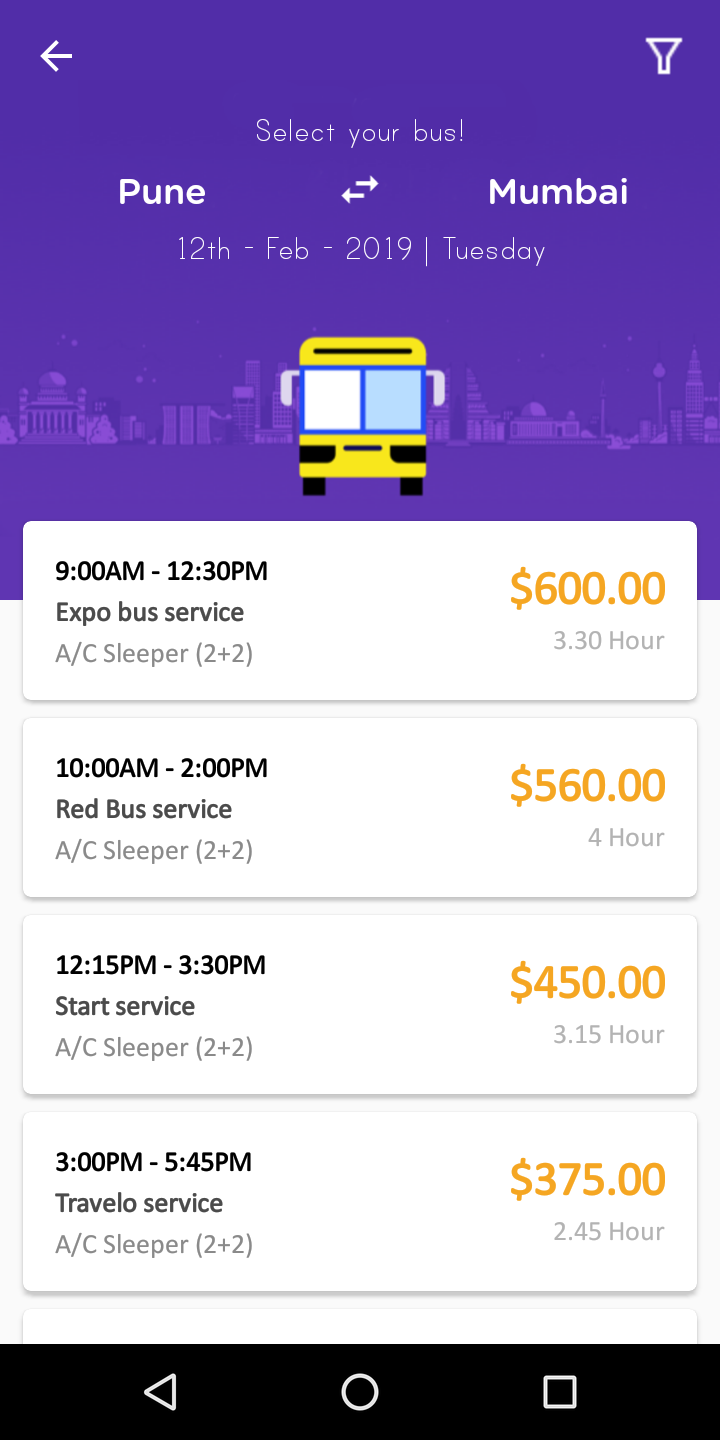 Select your bus!
Pune Mumbai
12th - Feb - 2019 | Tuesday
9:00AM - 12:30PM
Expo bus service
A/C Sleeper (2+2)
$600.00
3.30 Hour
10:00AM - 2:00PM
Red Bus service
A/C Sleeper (2+2)
$560.00
4 Hour
12:15PM - 3:30PM
Start service
A/C Sleeper (2+2)
$450.00
3.15 Hour
3:00PM - 5:45PM
Travelo service
A/C Sleeper (2+2)
$375.00
2.45 Hour